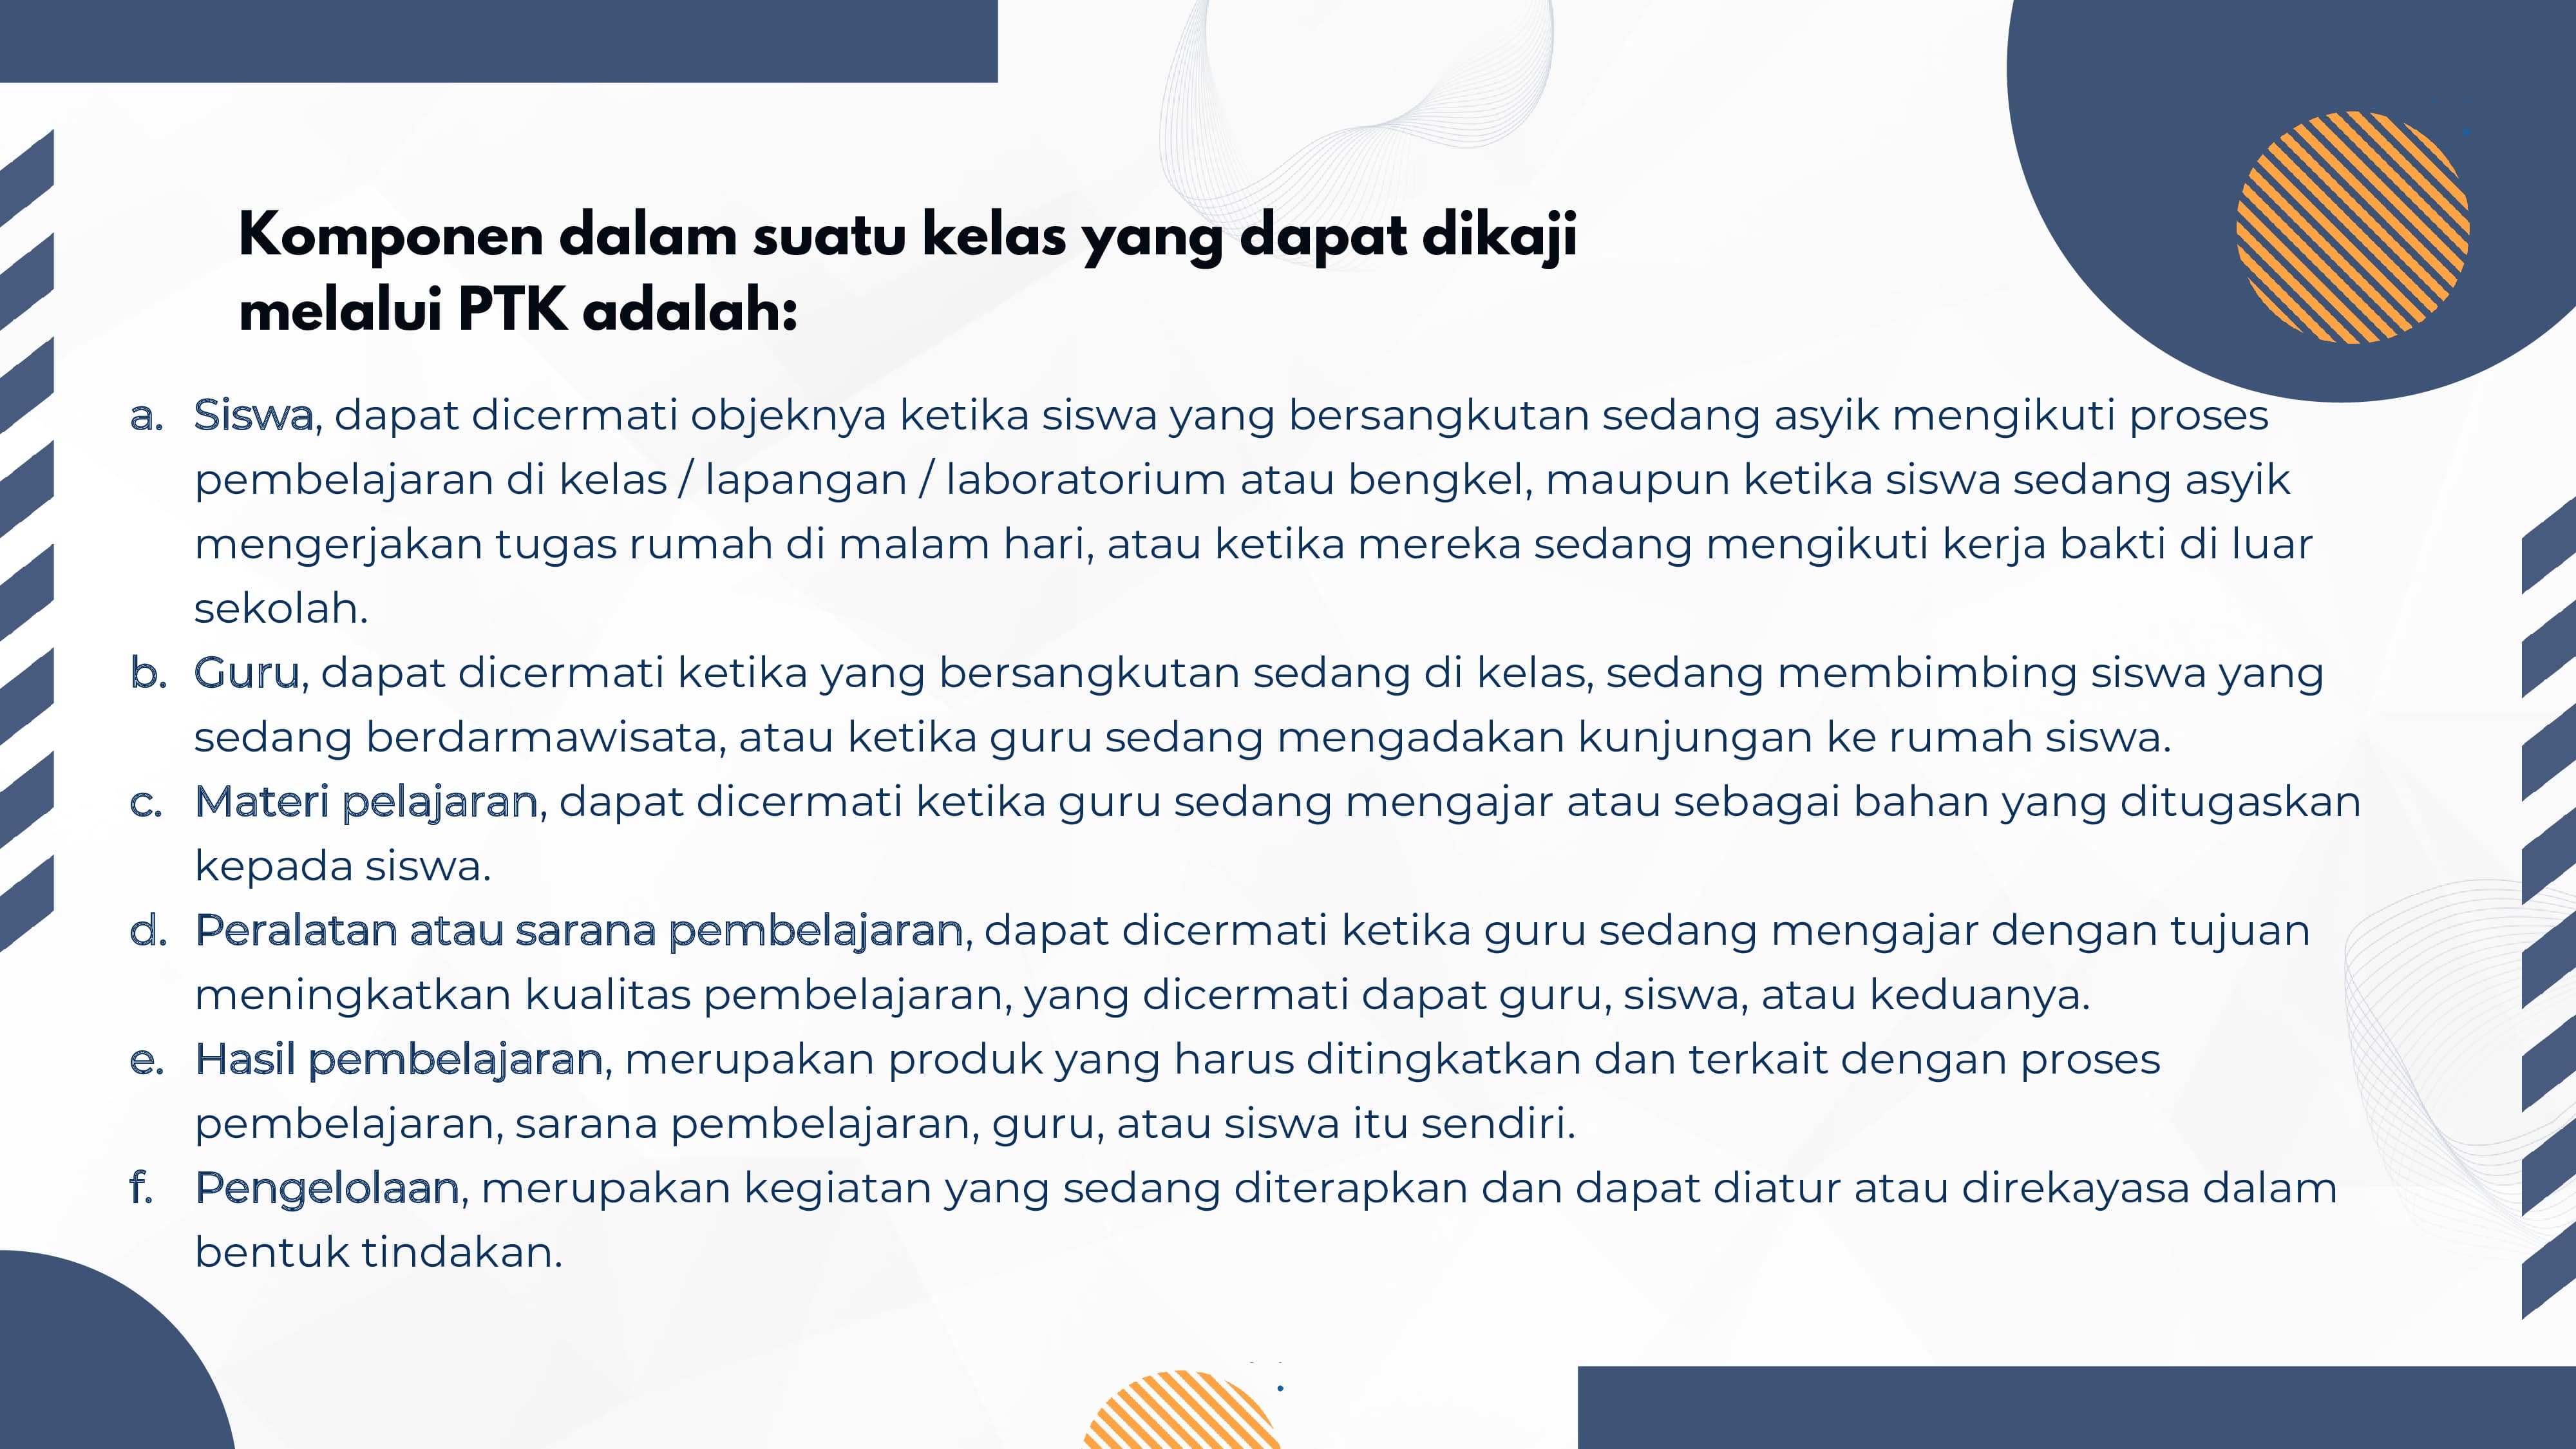 Komponen dalam suatu kelas yang dapat dikaji
melalui PTK adalah:
a. Siswa, dapat dicermati objeknya ketika siswa yang bersangkutan sedang asyik mengikuti proses
pembelajaran di kelas / lapangan / laboratorium atau bengkel, maupun ketika siswa sedang asyik
mengerjakan tugas rumah di malam hari, atau ketika mereka sedang mengikuti kerja bakti di luar
sekolah.
b. Guru, dapat dicermati ketika yang bersangkutan sedang di kelas, sedang membimbing siswa yang
sedang berdarmawisata, atau ketika guru sedang mengadakan kunjungan ke rumah siswa.
c. Materi pelajaran, dapat dicermati ketika guru sedang mengajar atau sebagai bahan yang ditugaskan
kepada siswa.
d. Peralatan atau sarana pembelajaran, dapat dicermati ketika guru sedang mengajar dengan tujuan
meningkatkan kualitas pembelajaran, yang dicermati dapat guru, siswa, atau keduanya.
e. Hasil pembelajaran, merupakan produk yang harus ditingkatkan dan terkait dengan proses
pembelajaran, sarana pembelajaran, guru, atau siswa itu sendiri.
f. Pengelolaan, merupakan kegiatan yang sedang diterapkan dan dapat diatur atau direkayasa dalam
bentuk tindakan.